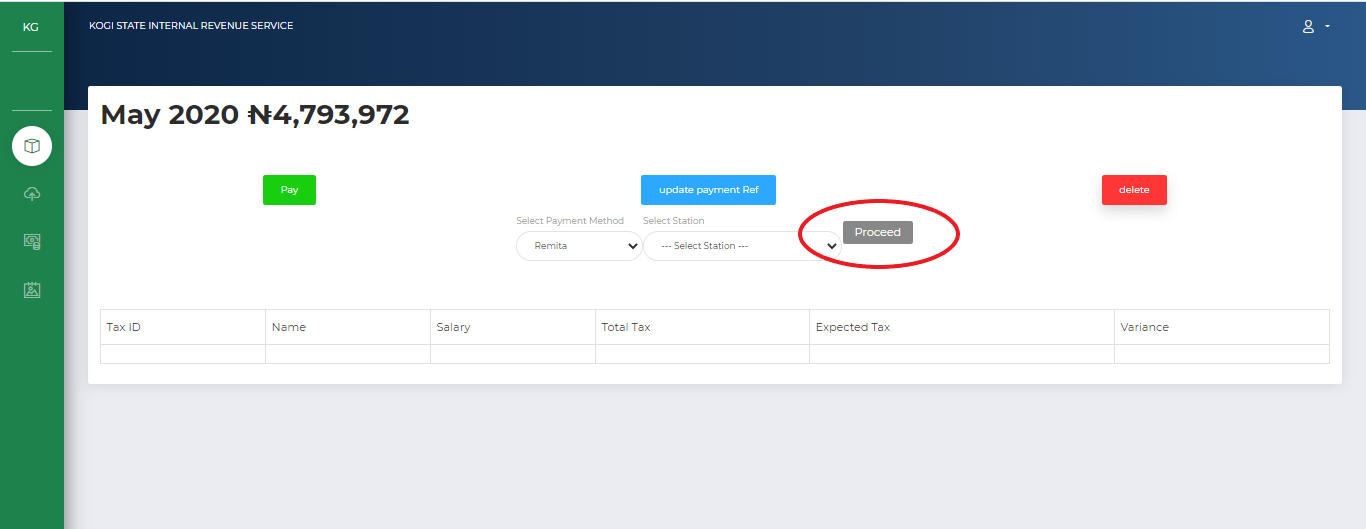 KG
KOGI STATE INTERNAL REVENUE SERVICE
May 2020 ₦4,793,972
Pay
update payment Ref
delete
Select Payment Method
Select Station
Remita
--- Select Station ---
Proceed
Tax ID
Name
Salary
Total Tax
Expected Tax
Variance